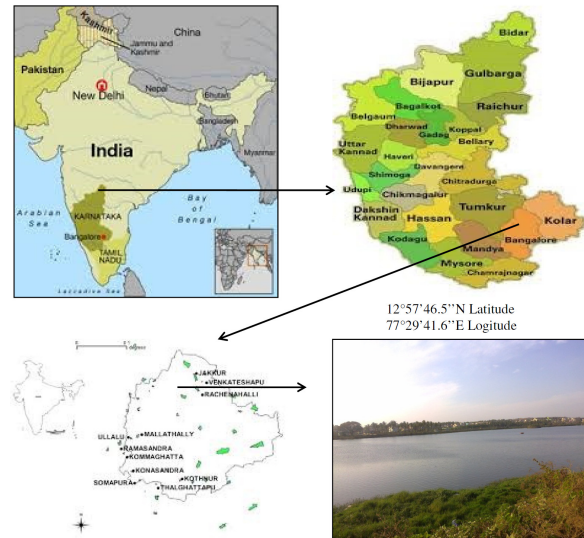 Kashmir
China
Jammu and
Kashmir
Pakistan
New Delhi
Nepal
Bhutan
Bangladesh
India
Myanmar
Arabian
Sea
Bay
of
Bengal
KARNATAKA
Bangalore
TAMIL
NADU
Laccadive Sea
Bidar
Bijapur
Gulbarga
Bagalkot
Raichur
Belgaum
Dharwad
Koppal
Gadag
Uttar
Kannad
Bellary
Haveri
Davangere
Shimoga
Chitradurga
Udupi
Chikmagalur
Tumkur
Kolar
Dakshin
Kannad
Hassan
Bangalore
Kodagu
Mandya
Mysore
Chamrajnagar
12°57'46.5’’N Latitude
77°29'41.6’’E Logitude
JAKKUR
VENKATESHAPU
RACHENAHALLI
ULLALU
MALLATHALLY
RAMASANDRA
KOMMAGHATTA
KONASANDRA
SOMAPURA
KOTHNUR
THALGHATTAPU